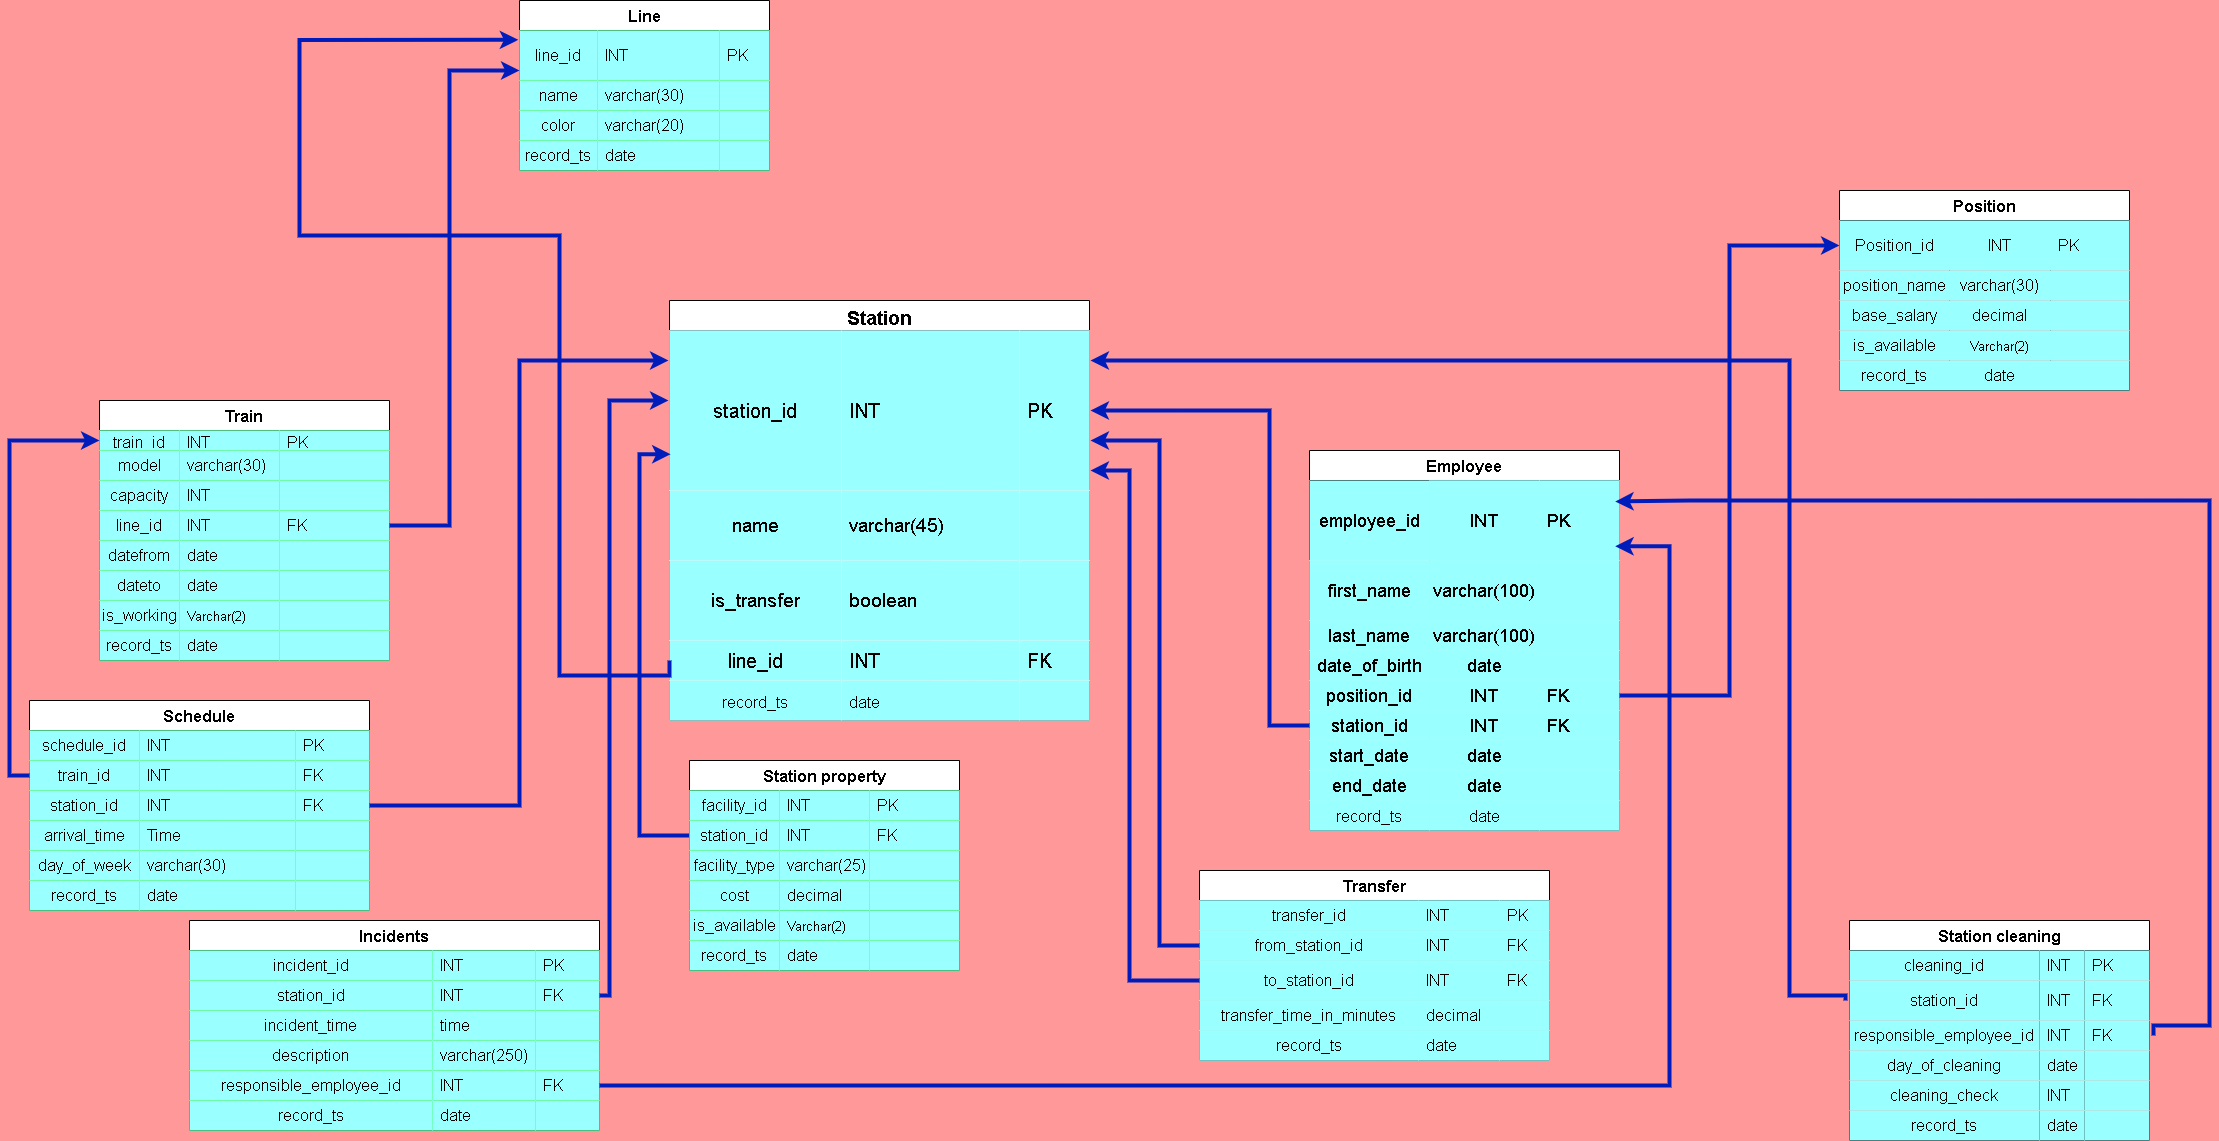 Line
line_id INT PK
name varchar(30)
color varchar(20)
record_ts date
Position
Position_id INT PK
position_name varchar(30)
base_salary decimal
is_available Varchar(2)
record_ts date
Station
station_id INT PK
name varchar(45)
is_transfer boolean
line_id INT FK
record_ts date
Train
train_id INT PK
model varchar(30)
capacity INT
line_id INT FK
datefrom date
dateto date
is_working Varchar(2)
record_ts date
Employee
employee_id INT PK
first_name varchar(100)
last_name varchar(100)
date_of_birth date
position_id INT FK
station_id INT FK
start_date date
end_date date
record_ts date
Schedule
schedule_id INT PK
train_id INT FK
station_id INT FK
arrival_time Time
day_of_week varchar(30)
record_ts date
Station property
facility_id INT PK
station_id INT FK
facility_type varchar(25)
cost decimal
is_available Varchar(2)
record_ts date
Transfer
transfer_id INT PK
from_station_id INT FK
to_station_id INT FK
transfer_time_in_minutes decimal
record_ts date
Incidents
incident_id INT PK
station_id INT FK
incident_time time
description varchar(250)
responsible_employee_id INT FK
record_ts date
Station cleaning
cleaning_id INT PK
station_id INT FK
responsible_employee_id INT FK
day_of_cleaning date
cleaning_check INT
record_ts date